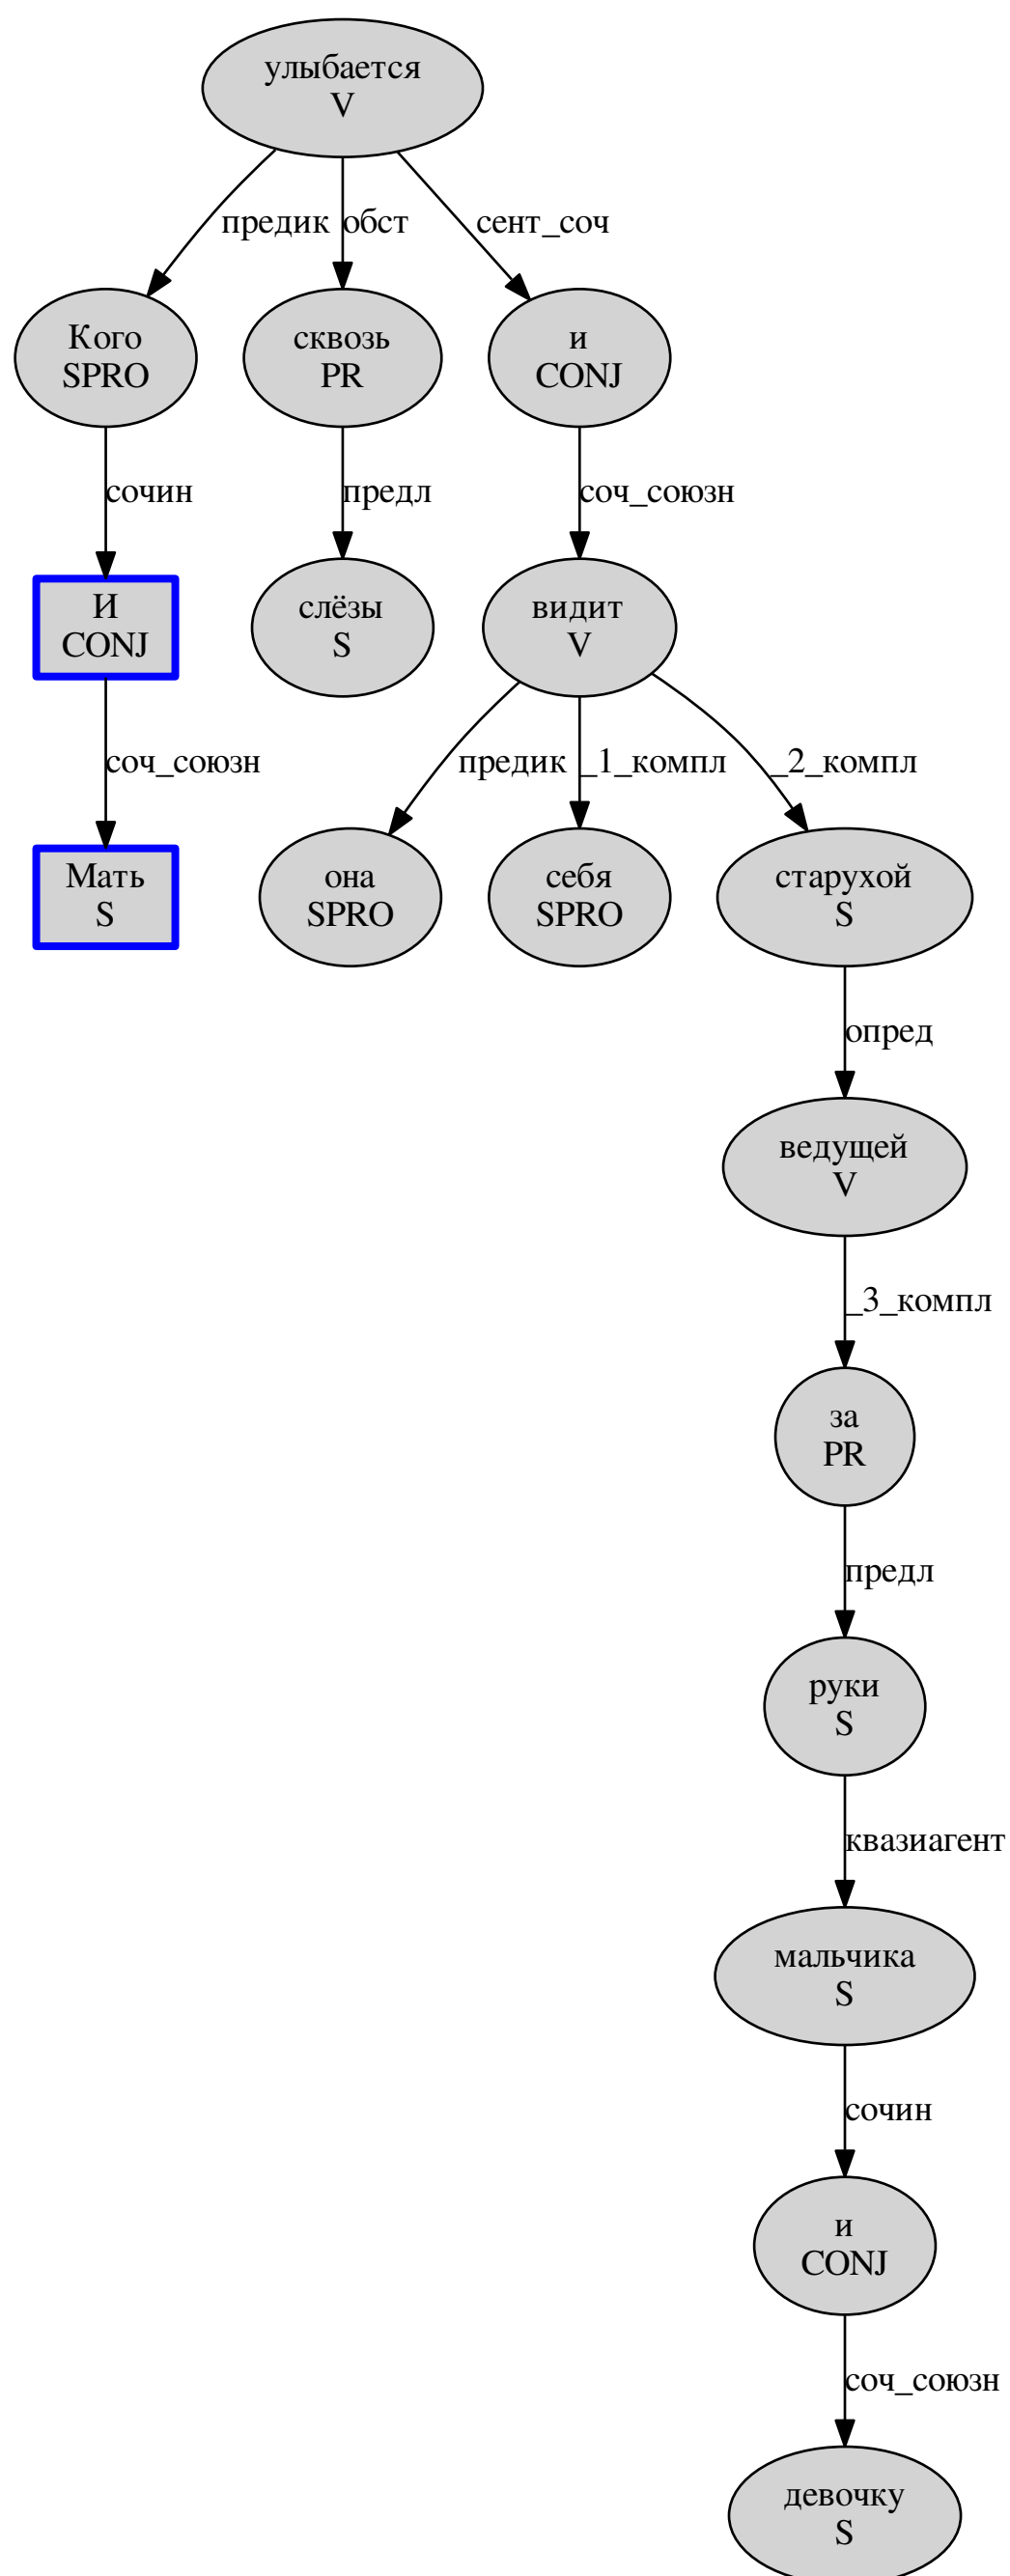 улыбается
V
предик обст сент_соч
Кого
SPRO
сквозь
PR
и
CONJ
сочин предл соч_союзн
И
CONJ
слёзы
S
видит
V
соч_союзн предик _1_компл _2_компл
Мать
S
она
SPRO
себя
SPRO
старухой
S
опред
ведущей
V
_3_компл
за
PR
предл
руки
S
квазиагент
мальчика
S
сочин
и
CONJ
соч_союзн
девочку
S